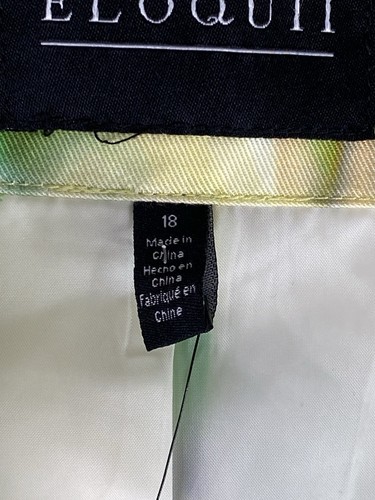 ELOQUII
18
Made in
China
Hecho en
China
Fabriqué en
Chine